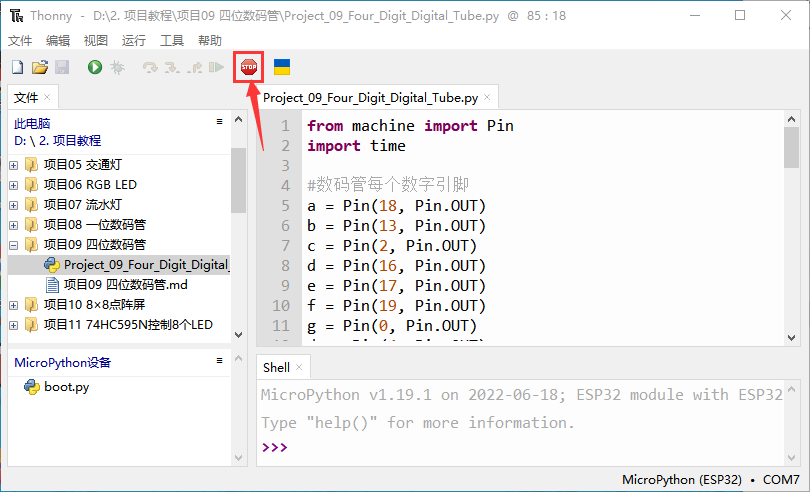 Thonny - D:\2. 项目教程\项目09 四位数码管\Project_09_Four_Digit_Digital_Tube.py @ 85 : 18
文件 编辑 视图 运行 工具 帮助
STOP
文件 ×
此电脑
D: \ 2. 项目教程
项目05 交通灯
项目06 RGB LED
项目07 流水灯
项目08 一位数码管
项目09 四位数码管
Project_09_Four_Digit_Digital_
项目09 四位数码管.md
项目10 8×8点阵屏
项目11 74HC595N控制8个LED
MicroPython设备
boot.py
Project_09_Four_Digit_Digital_Tube.py ×
1 from machine import Pin
2 import time
3
4 #数码管每个数字引脚
5 a = Pin(18, Pin.OUT)
6 b = Pin(13, Pin.OUT)
7 c = Pin(2, Pin.OUT)
8 d = Pin(16, Pin.OUT)
9 e = Pin(17, Pin.OUT)
10 f = Pin(19, Pin.OUT)
11 g = Pin(0, Pin.OUT)
Shell ×
MicroPython v1.19.1 on 2022-06-18; ESP32 module with ESP32
Type "help()" for more information.
>>>
MicroPython (ESP32) • COM7